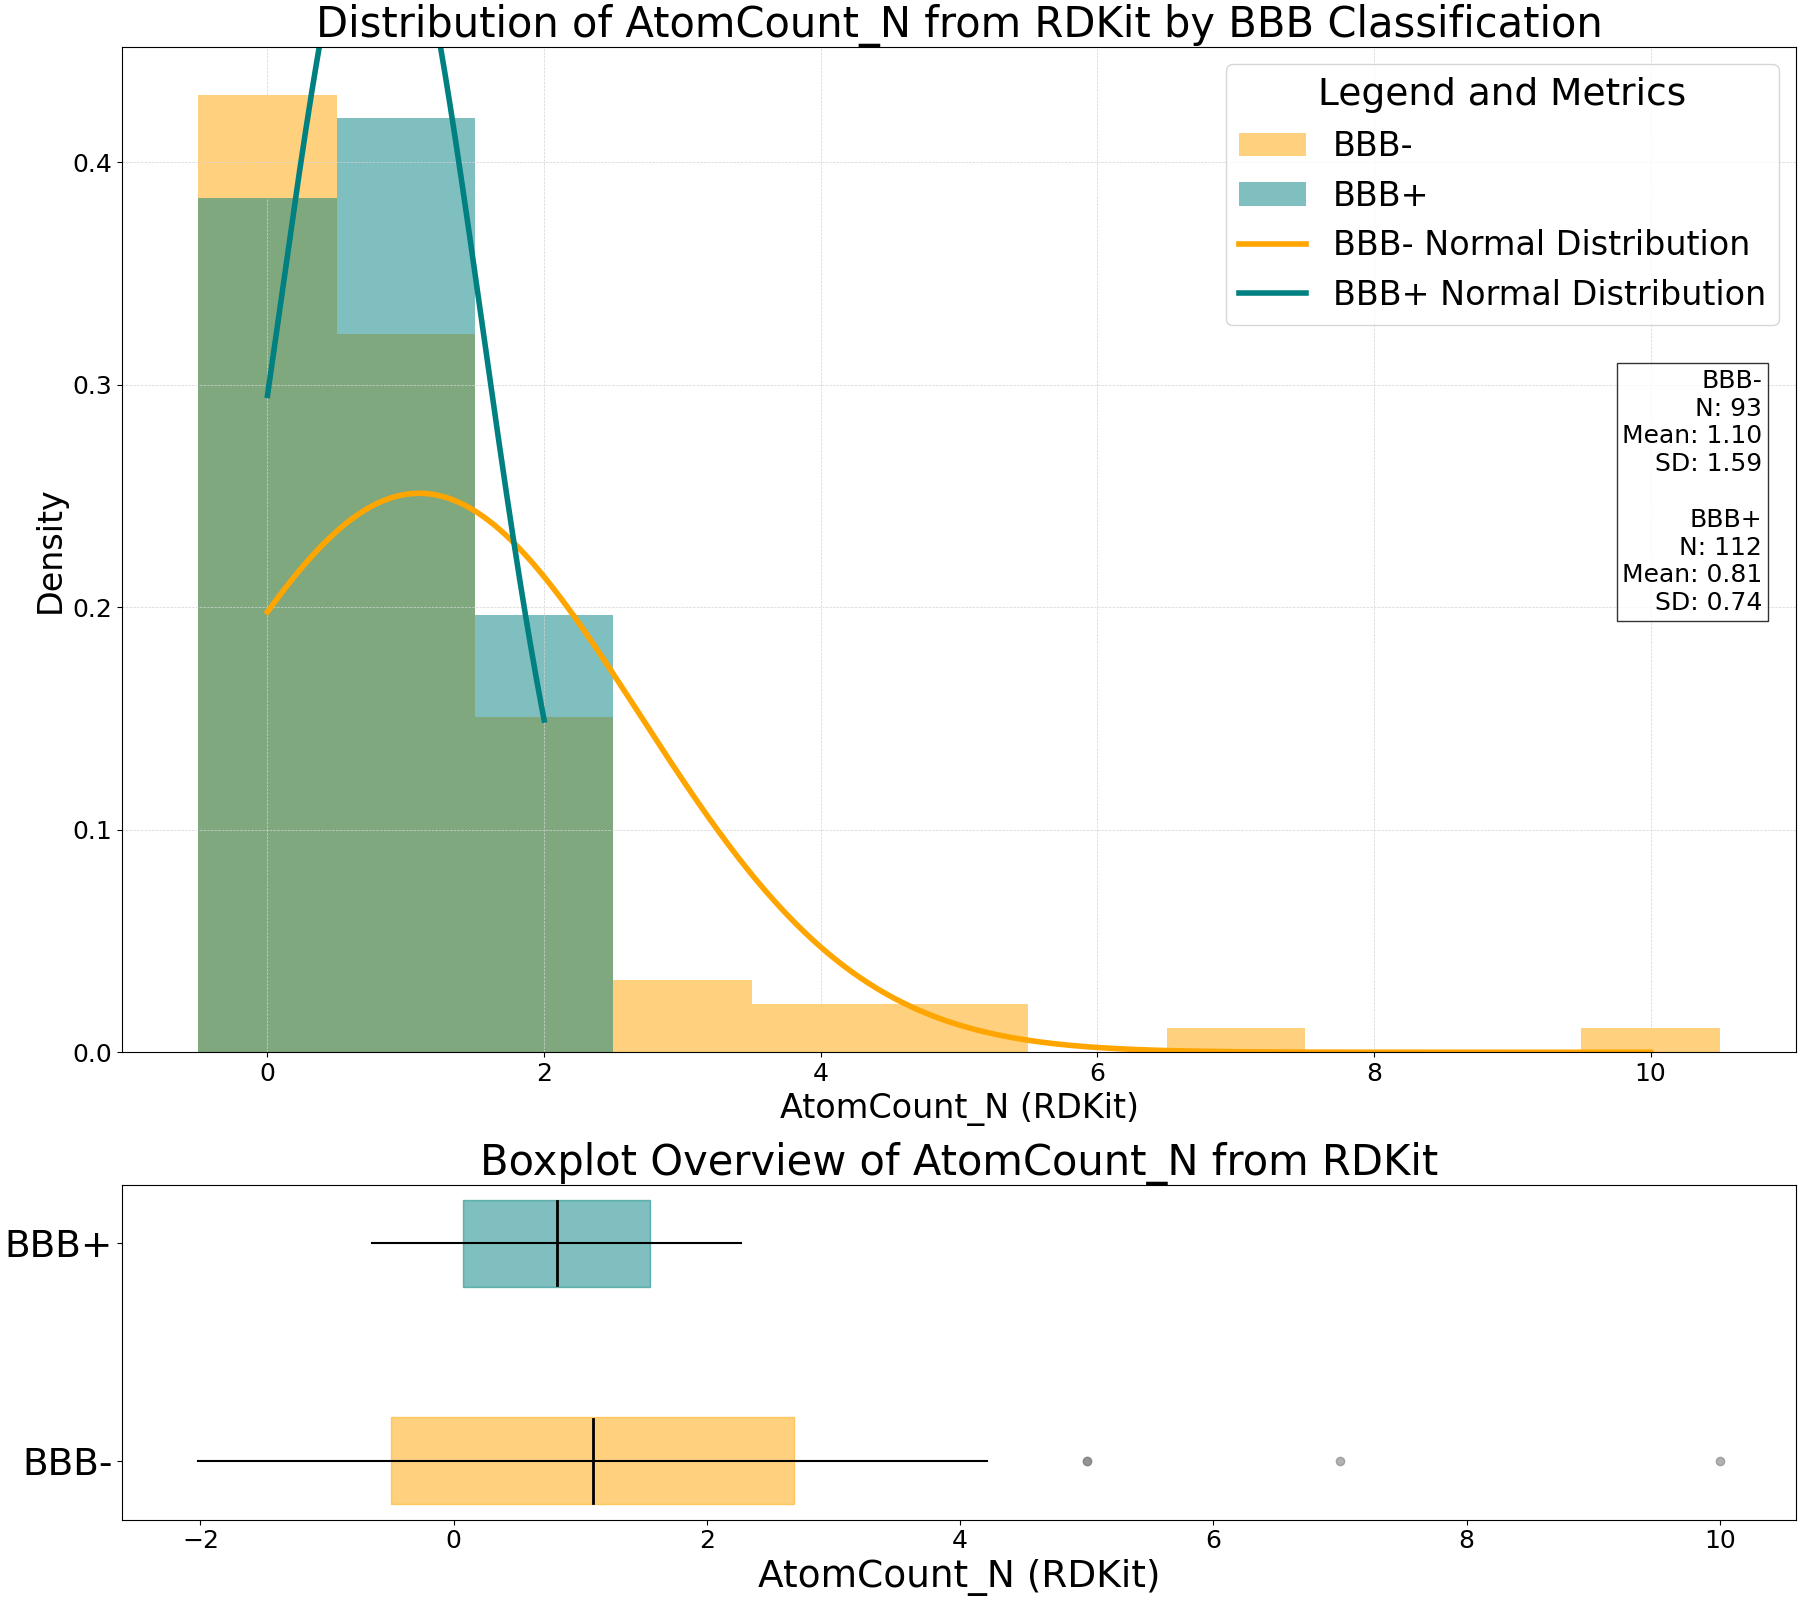 Distribution of AtomCount_N from RDKit by BBB Classification
Legend and Metrics
BBB-
BBB+
BBB- Normal Distribution
BBB+ Normal Distribution
BBB-
N: 93
Mean: 1.10
SD: 1.59
BBB+
N: 112
Mean: 0.81
SD: 0.74
Density
0.4
0.3
0.2
0.1
0.0
0 2 4 6 8 10
AtomCount_N (RDKit)
Boxplot Overview of AtomCount_N from RDKit
BBB+
BBB-
−2 0 2 4 6 8 10
AtomCount_N (RDKit)